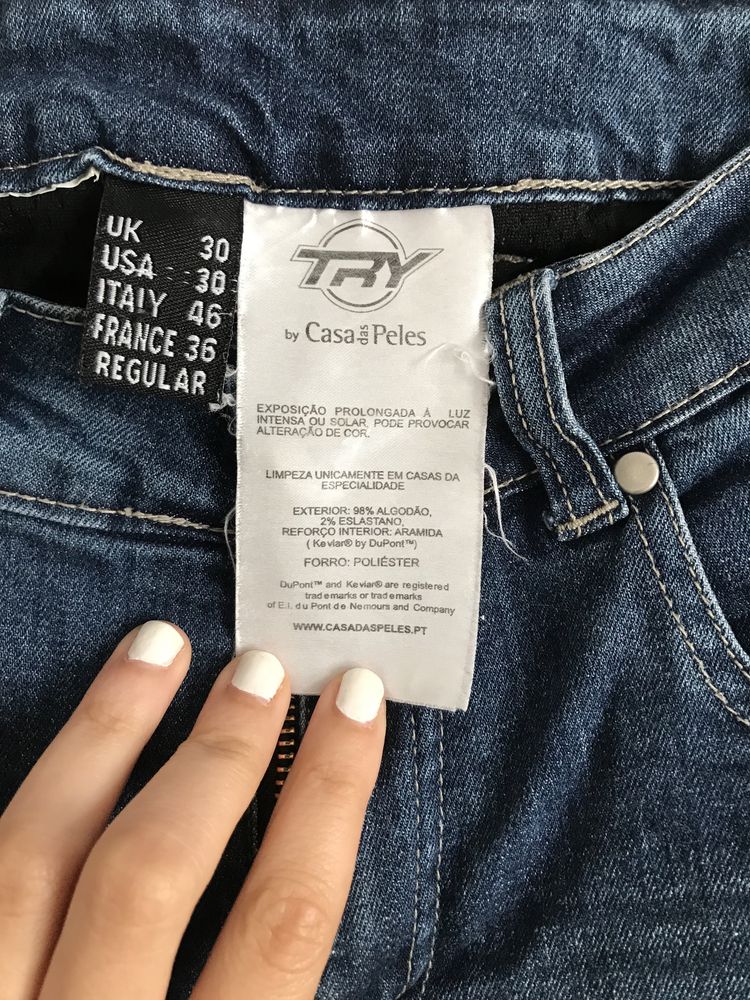 UK 30
USA 30
ITALY 46
FRANCE 36
REGULAR
TRY
by Casa das Peles
EXPOSIÇÃO PROLONGADA Á LUZ
INTENSA OU SOLAR, PODE PROVOCAR
ALTERAÇÃO DE COR.
LIMPEZA UNICAMENTE EM CASAS DA
ESPECIALIDADE
EXTERIOR: 98% ALGODÃO,
2% ESLASTANO,
REFORÇO INTERIOR: ARAMIDA
( Kevlar® by DuPont™)
FORRO: POLIÉSTER
DuPont™ and Kevlar® are registered
trademarks or trademarks
of E.I. du Pont de Nemours and Company
WWW.CASADASPELES.PT